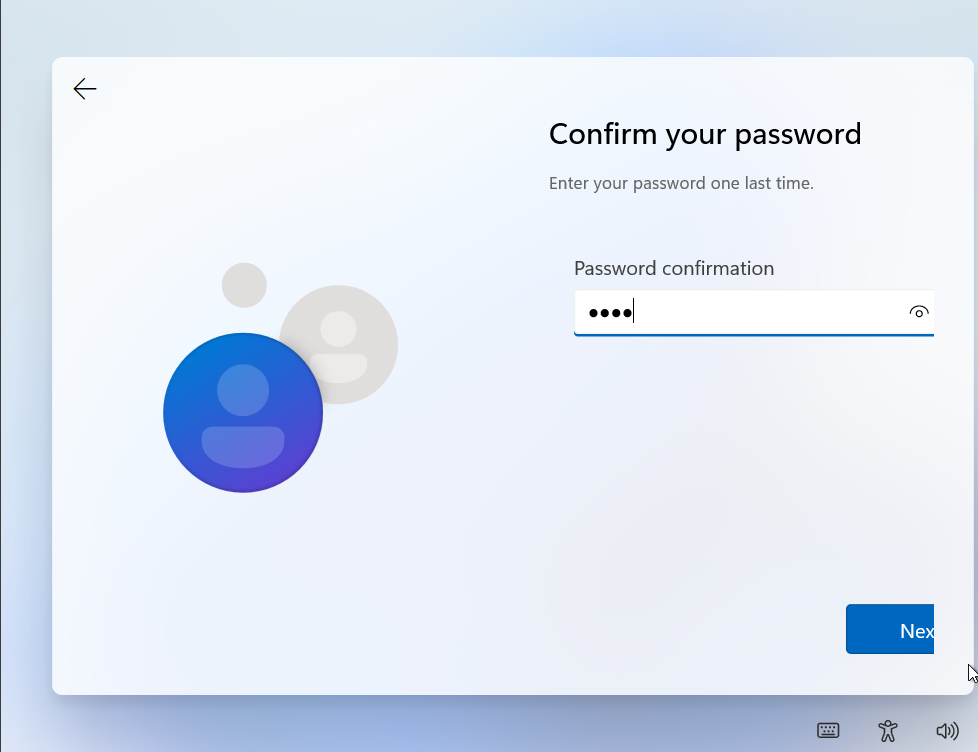 Confirm your password
Enter your password one last time.
Password confirmation
••••
Nex